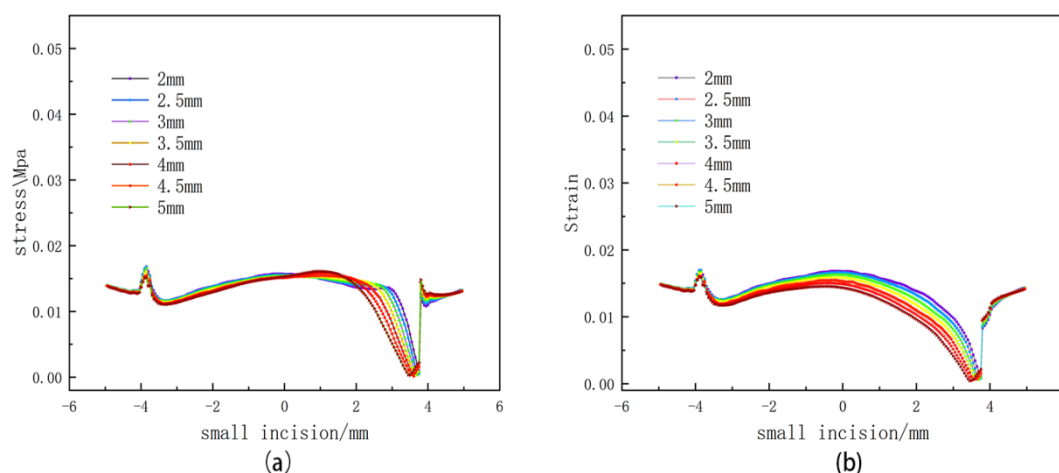 0.05
0.04
0.03
0.02
0.01
0.00
stress\Mpa
2mm
2.5mm
3mm
3.5mm
4mm
4.5mm
5mm
-6
-4
-2
0
2
4
6
small incision/mm
(a)
0.05
0.04
0.03
0.02
0.01
0.00
Strain
2mm
2.5mm
3mm
3.5mm
4mm
4.5mm
5mm
-6
-4
-2
0
2
4
6
small incision/mm
(b)